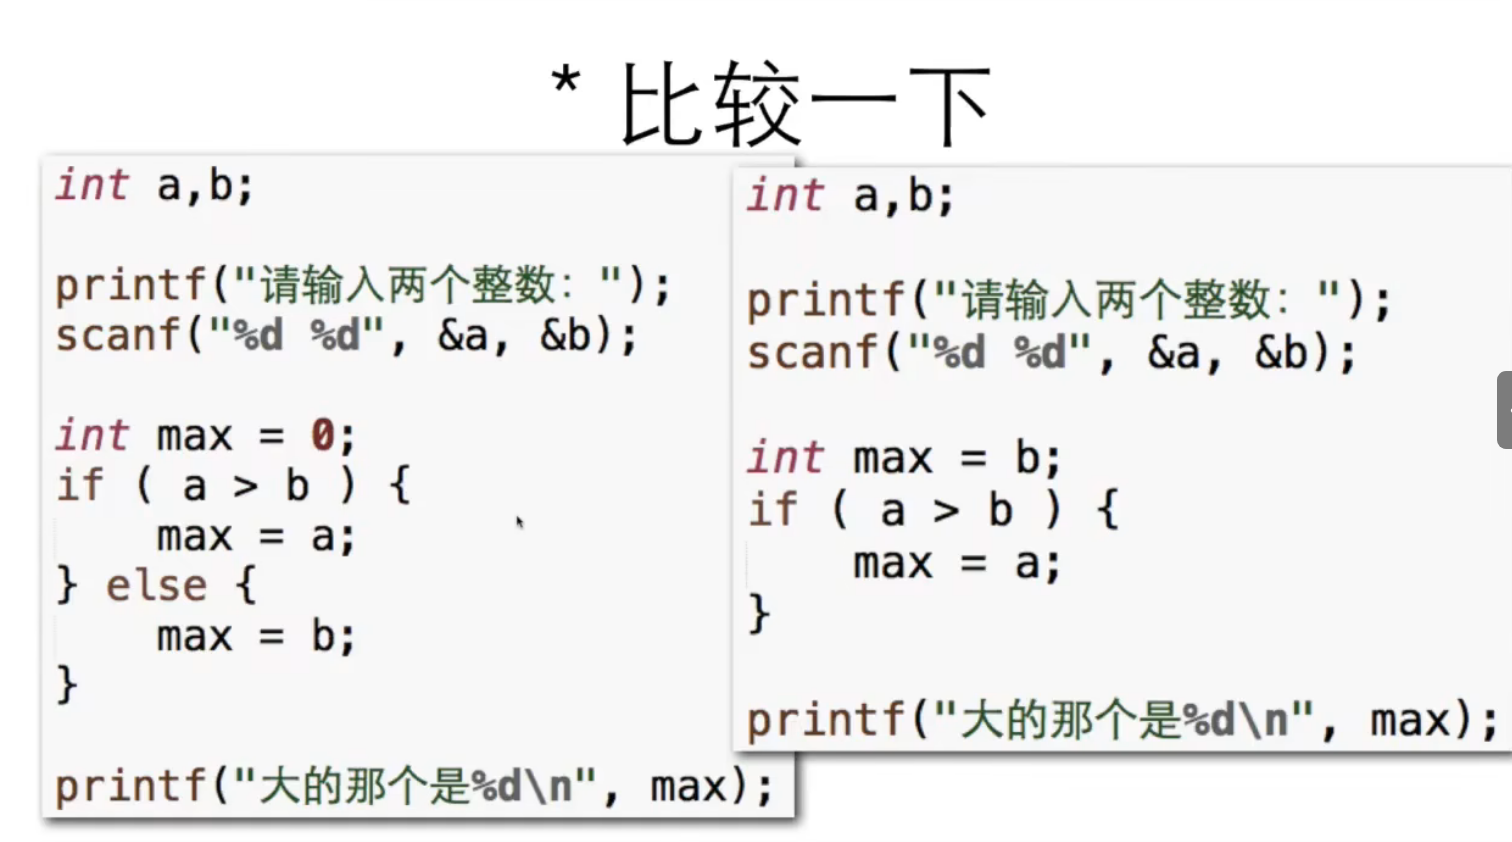 * 比较一下
int a,b;
printf("请输入两个整数：");
scanf("%d %d", &a, &b);
int max = 0;
if ( a > b ) {
max = a;
} else {
max = b;
}
printf("大的那个是%d\n", max);
int a,b;
printf("请输入两个整数：");
scanf("%d %d", &a, &b);
int max = b;
if ( a > b ) {
max = a;
}
printf("大的那个是%d\n", max);